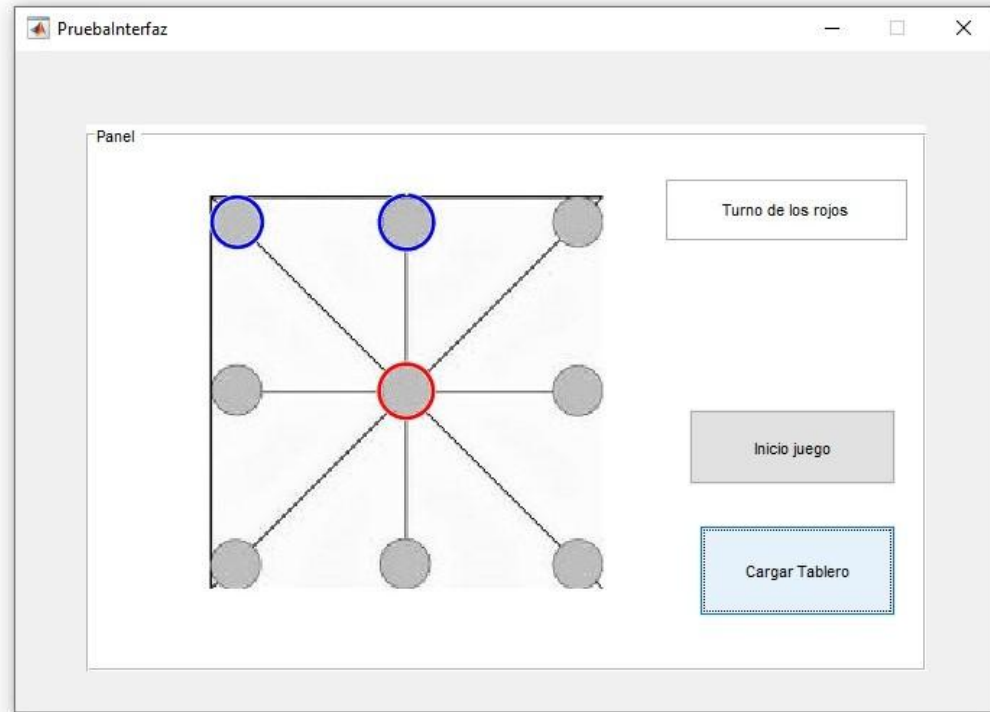 PruebaInterfaz
Panel
Turno de los rojos
Inicio juego
Cargar Tablero